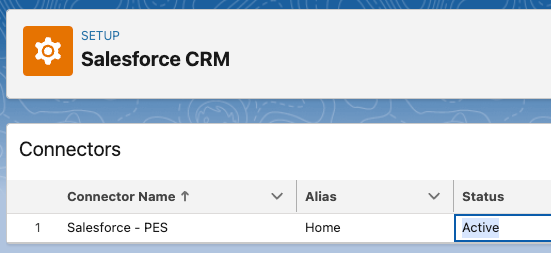 SETUP
Salesforce CRM
Connectors
Connector Name ↑ Alias Status
1 Salesforce - PES Home Active